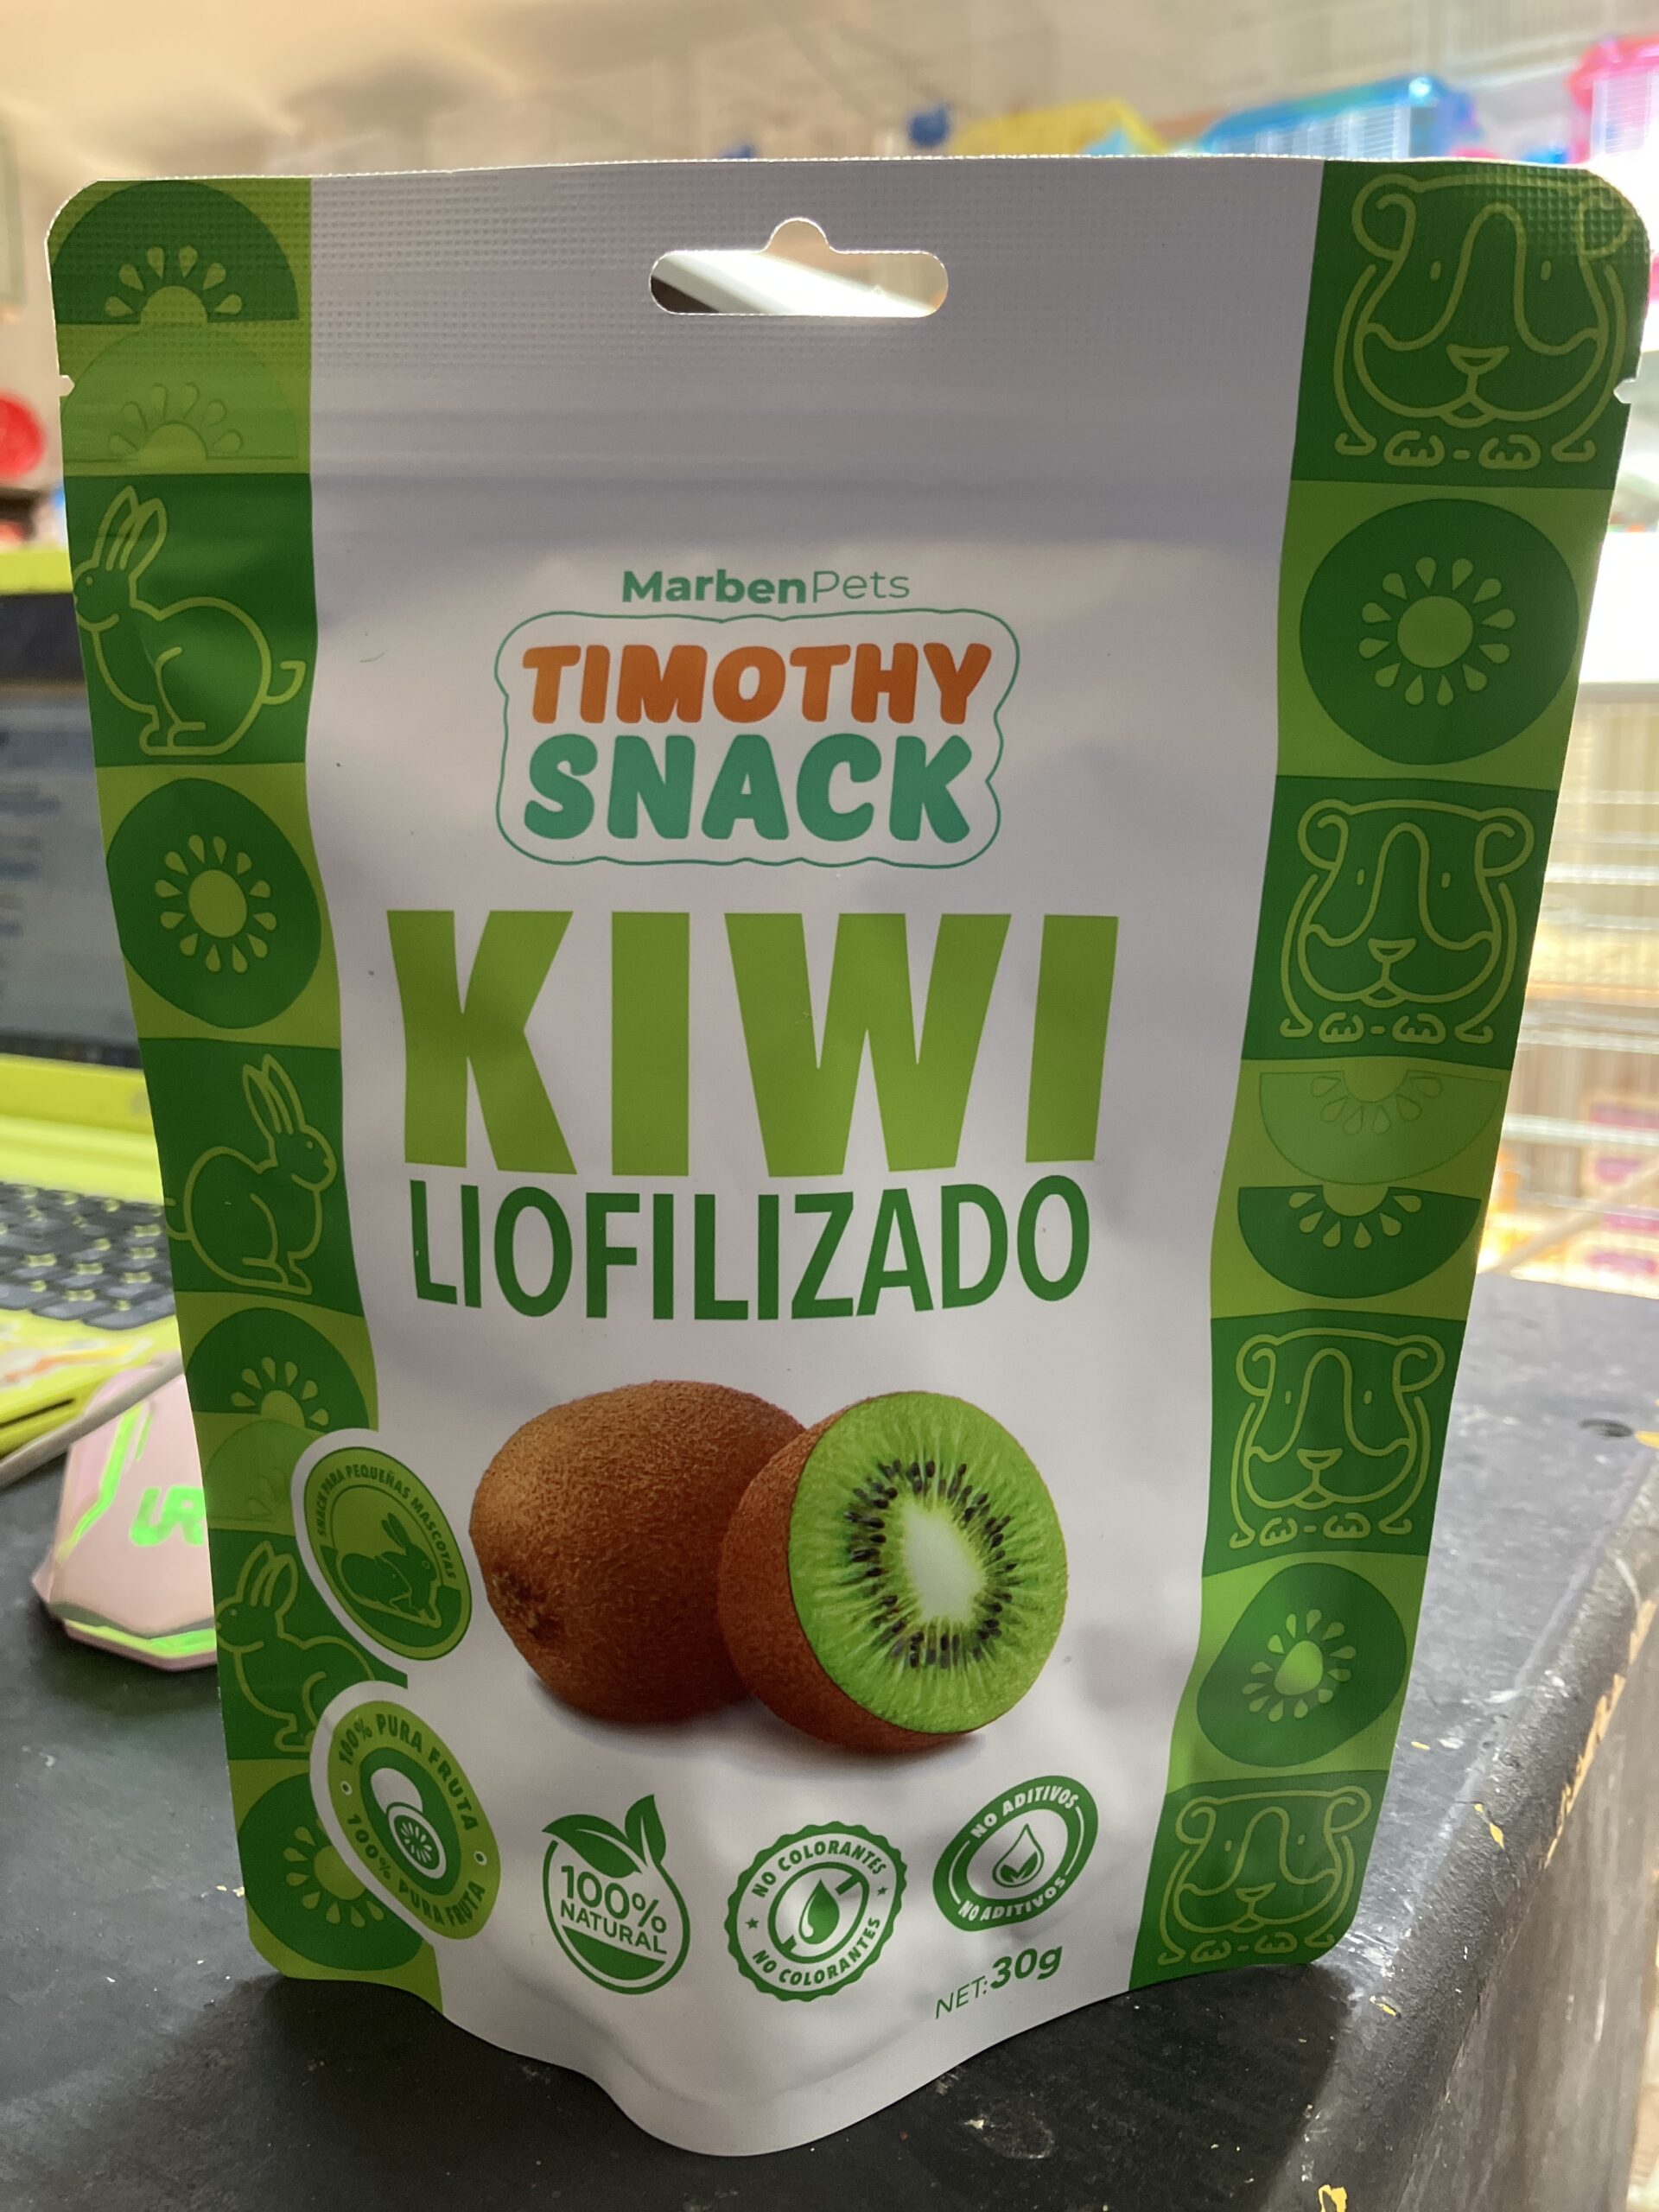 MarbenPets
TIMOTHY
SNACK
KIWI
LIOFILIZADO
SNACK PARA PEQUEÑAS MASCOTAS
100% PURA FRUTA
100% PURA FRUTA
100%
NATURAL
NO COLORANTES
NO COLORANTES
NO ADITIVOS
NO ADITIVOS
NET: 30g